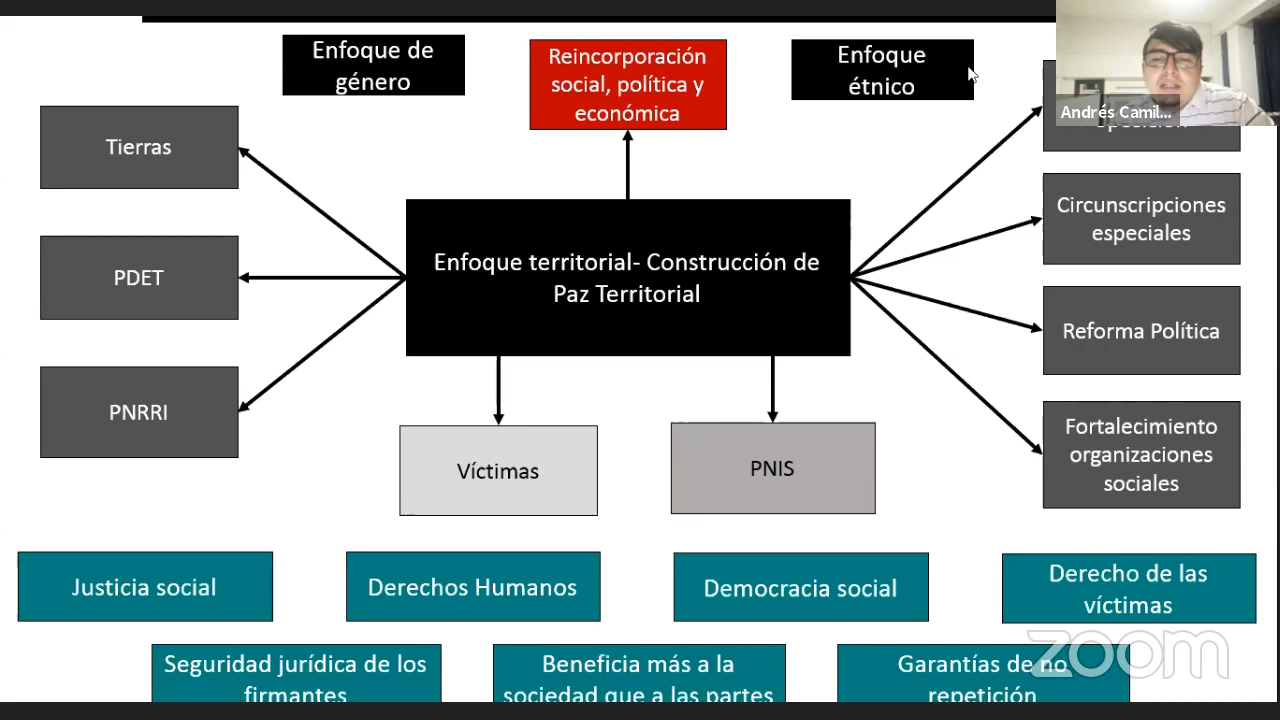 Enfoque de
género
Reincorporación
social, política y
económica
Enfoque
étnico
Andrés Camil...
Tierras
Circunscripciones
especiales
PDET
Enfoque territorial- Construcción de
Paz Territorial
Reforma Política
PNRRI
Víctimas
PNIS
Fortalecimiento
organizaciones
sociales
Justicia social
Derechos Humanos
Democracia social
Derecho de las
víctimas
Seguridad jurídica de los
firmantes
Beneficia más a la
sociedad que a las partes
Garantías de no
repetición
zoom